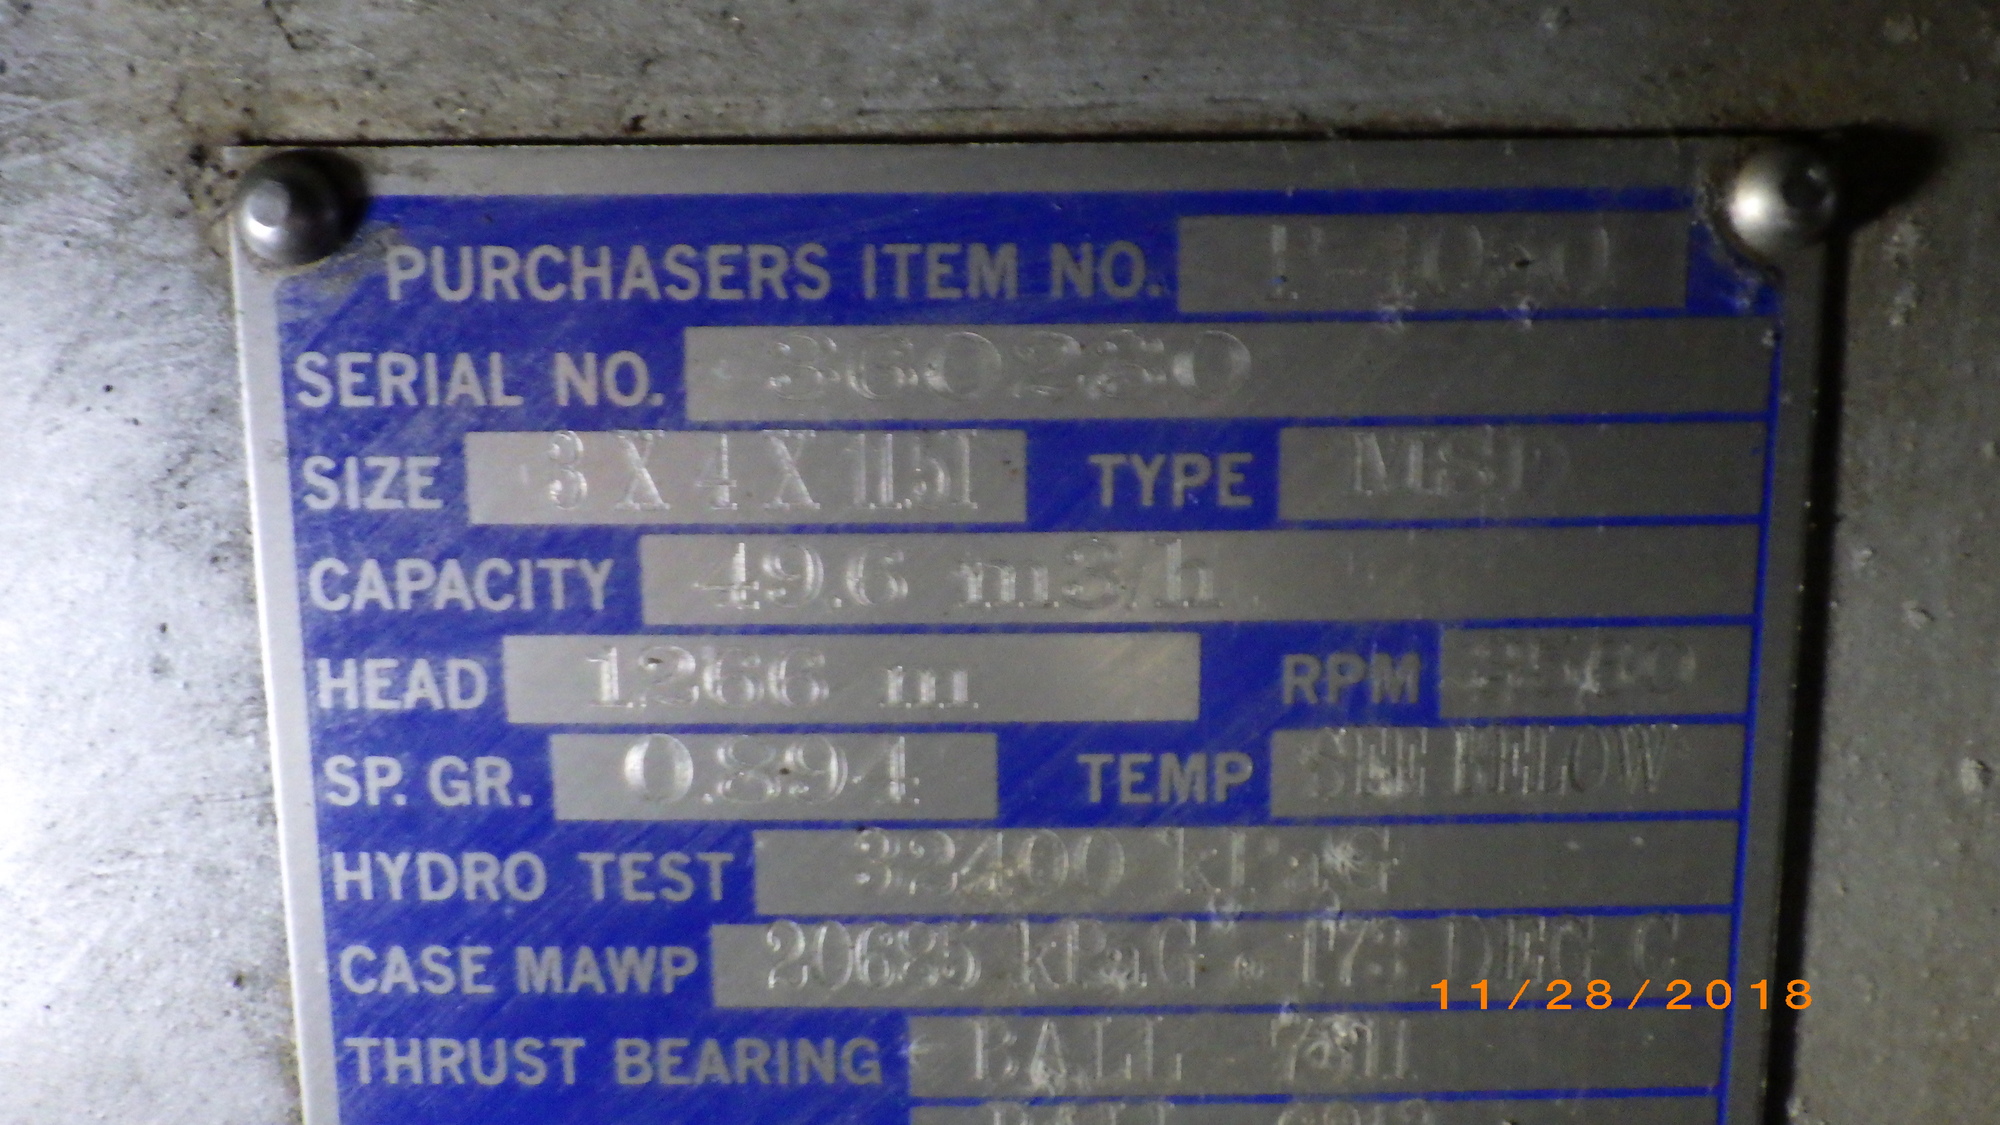 PURCHASERS ITEM NO.
SERIAL NO. 360280
SIZE 3 X 4 X 11.5I TYPE MSD
CAPACITY 49.6 m3/h
HEAD 1266 m RPM
SP. GR. 0.894 TEMP SEE BELOW
HYDRO TEST 32400 kPaG
CASE MAWP 20685 kPaG @ 173 DEG C
11/28/2018
THRUST BEARING BALL -
BALL